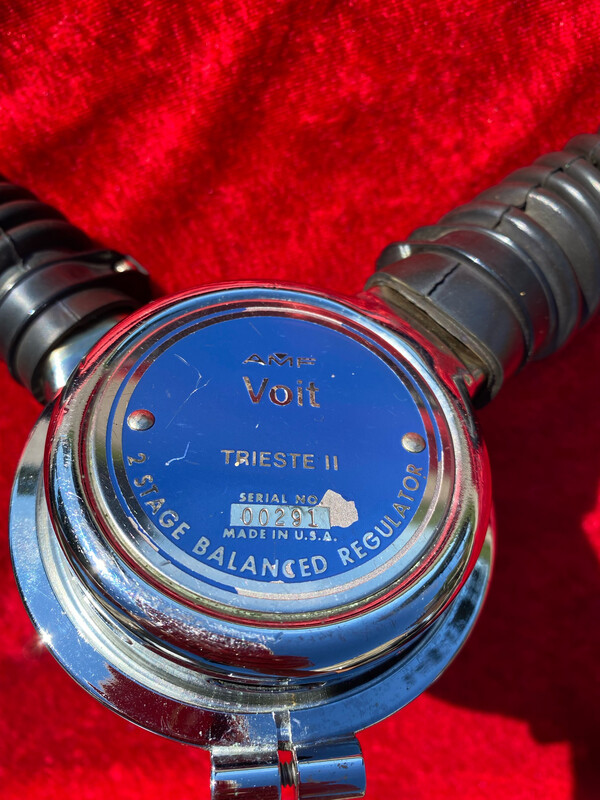 AMF
Voit
TRIESTE II
SERIAL NO.
00291
MADE IN U.S.A.
2 STAGE BALANCED REGULATOR